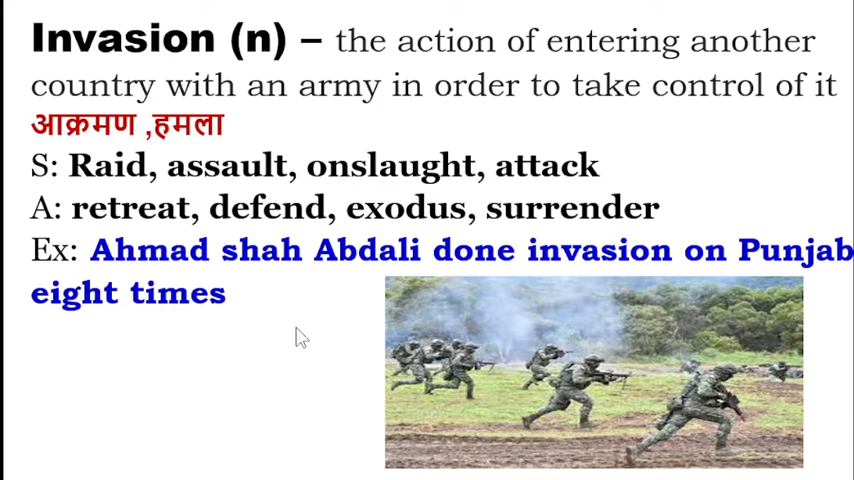 Invasion (n) – the action of entering another
country with an army in order to take control of it
आक्रमण ,हमला
S: Raid, assault, onslaught, attack
A: retreat, defend, exodus, surrender
Ex: Ahmad shah Abdali done invasion on Punjab
eight times